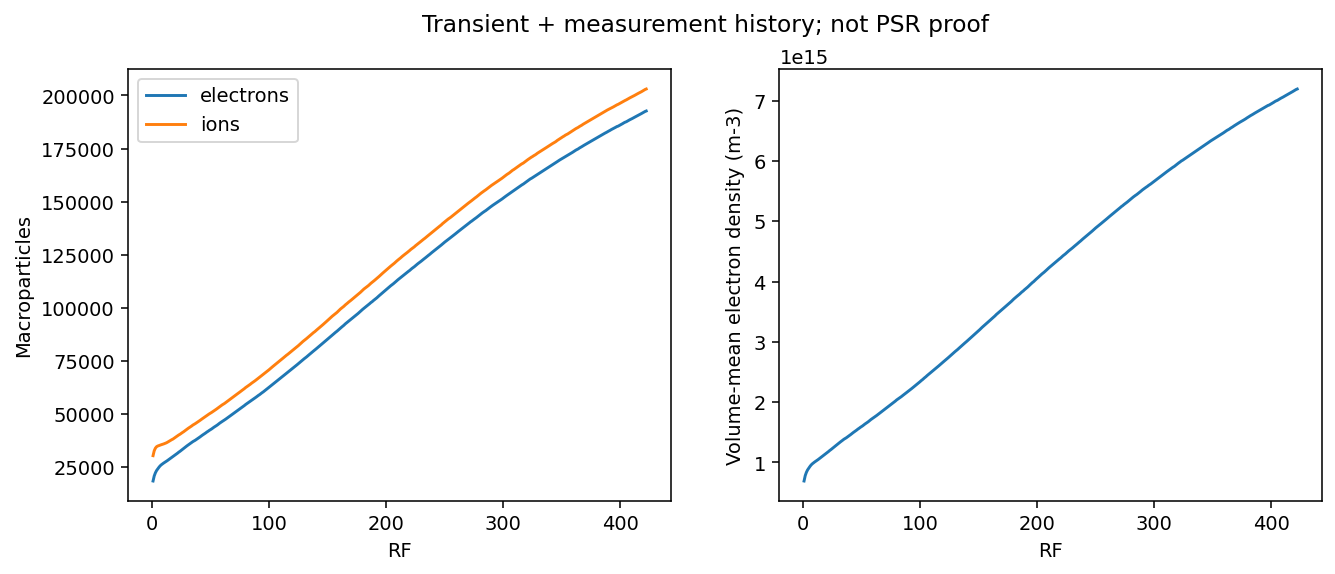 Transient + measurement history; not PSR proof
electrons
ions
Macroparticles
200000
175000
150000
125000
100000
75000
50000
25000
0 100 200 300 400
RF
1e15
Volume-mean electron density (m-3)
7
6
5
4
3
2
1
0 100 200 300 400
RF